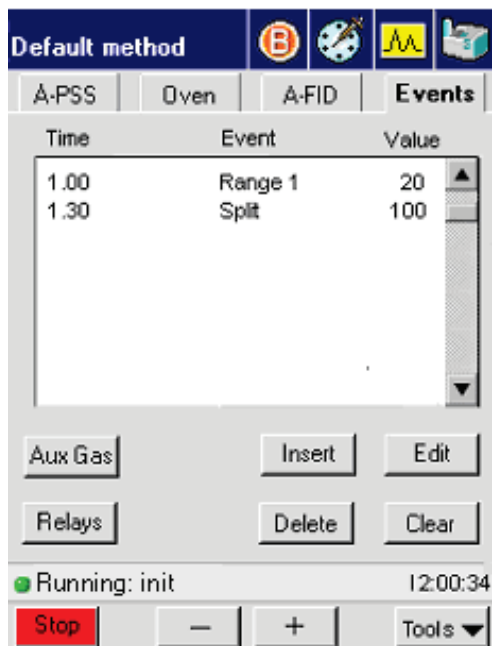 Default method B
A-PSS Oven A-FID Events
Time Event Value
1.00 Range 1 20
1.30 Split 100
Aux Gas Insert Edit
Relays Delete Clear
Running: init 12:00:34
Stop − + Tools